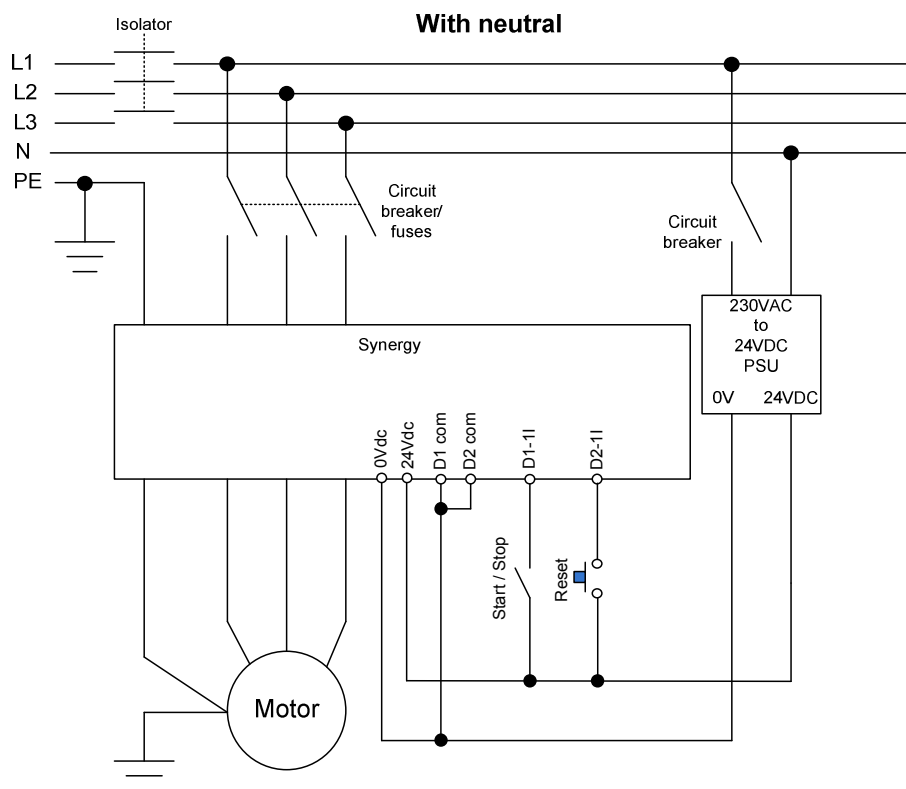 With neutral
Isolator
L1
L2
L3
N
PE
Circuit
breaker/
fuses
Circuit
breaker
230VAC
to
24VDC
PSU
0V 24VDC
Synergy
0Vdc
24Vdc
D1 com
D2 com
D1-1I
D2-1I
Start / Stop
Reset
Motor